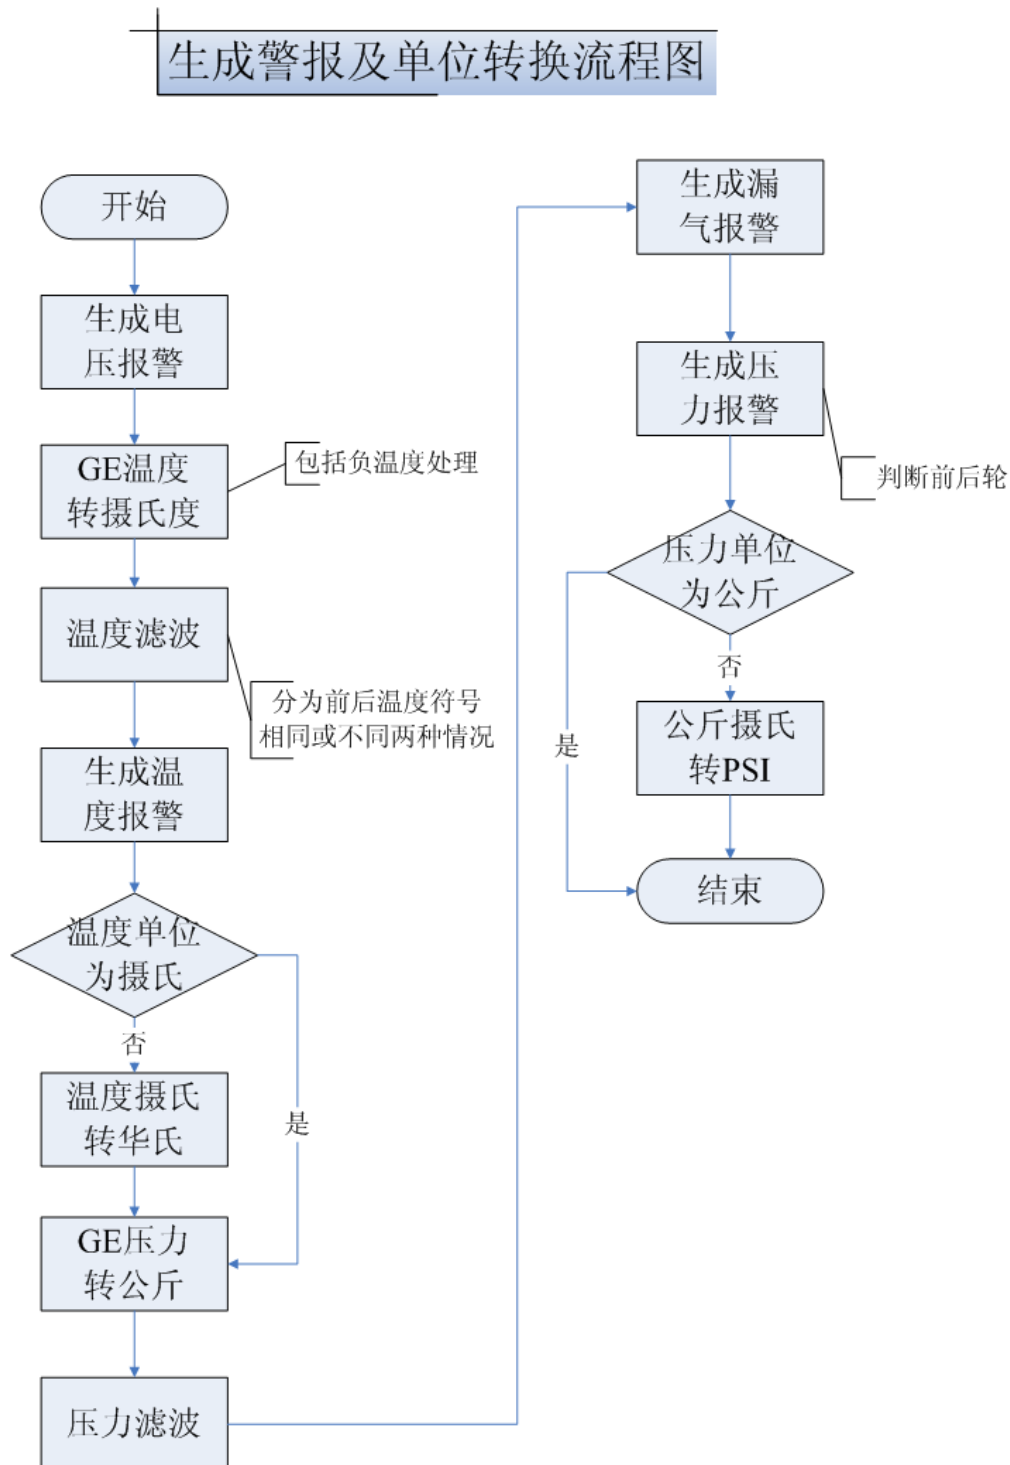 生成警报及单位转换流程图
开始
生成电
压报警
GE温度
转摄氏度
包括负温度处理
温度滤波
分为前后温度符号
相同或不同两种情况
生成温
度报警
温度单位
为摄氏
否
是
温度摄氏
转华氏
GE压力
转公斤
压力滤波
生成漏
气报警
生成压
力报警
判断前后轮
压力单位
为公斤
否
是
公斤摄氏
转PSI
结束